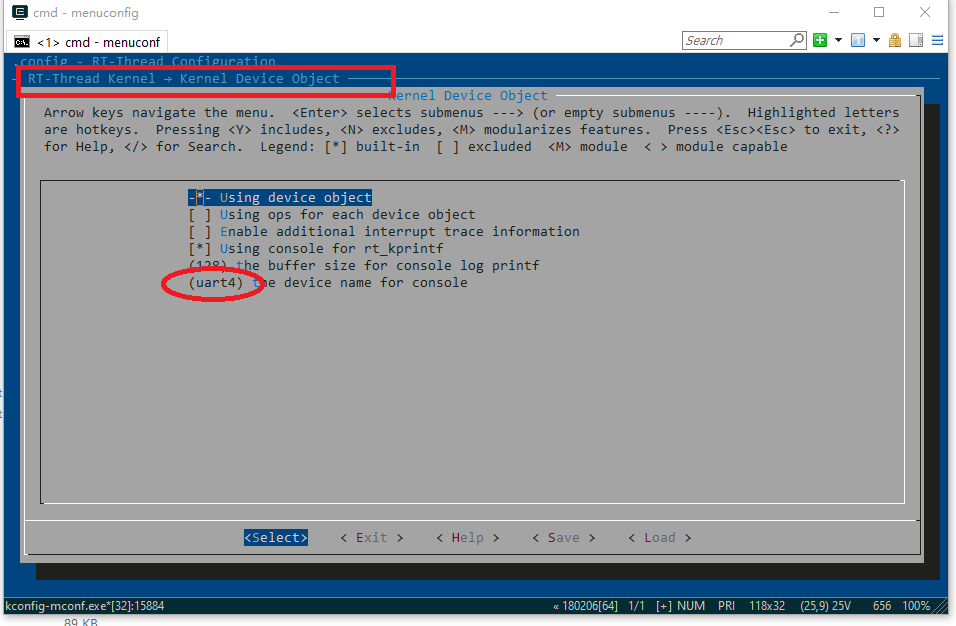 cmd - menuconfig
<1> cmd - menuconf
Search
.config - RT-Thread Configuration
RT-Thread Kernel → Kernel Device Object
Kernel Device Object
Arrow keys navigate the menu. <Enter> selects submenus ---> (or empty submenus ----). Highlighted letters
are hotkeys. Pressing <Y> includes, <N> excludes, <M> modularizes features. Press <Esc><Esc> to exit, <?>
for Help, </> for Search. Legend: [*] built-in [ ] excluded <M> module < > module capable
-*- Using device object
[ ] Using ops for each device object
[ ] Enable additional interrupt trace information
[*] Using console for rt_kprintf
(128) the buffer size for console log printf
(uart4) the device name for console
<Select> < Exit > < Help > < Save > < Load >
kconfig-mconf.exe*[32]:15884 « 180206[64] 1/1 [+] NUM PRI 118x32 (25,9) 25V 656 100%
89 KB